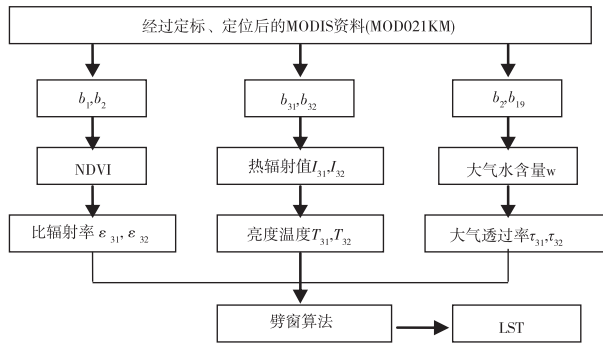 经过定标、定位后的MODIS资料(MOD021KM)
b₁,b₂
b₃₁,b₃₂
b₂,b₁₉
NDVI
热辐射值I₃₁,I₃₂
大气水含量w
比辐射率 ε₃₁, ε₃₂
亮度温度T₃₁,T₃₂
大气透过率τ₃₁,τ₃₂
劈窗算法
LST